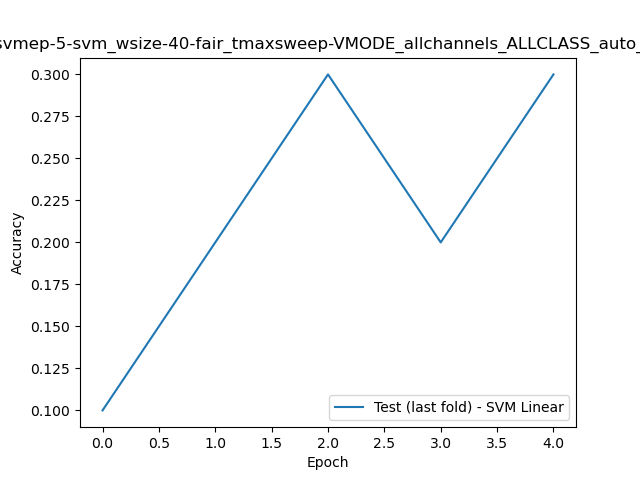 svmep-5-svm_wsize-40-fair_tmaxsweep-VMODE_allchannels_ALLCLASS_auto_
0.300
0.275
0.250
0.225
0.200
0.175
0.150
0.125
0.100
Accuracy
Test (last fold) - SVM Linear
0.0 0.5 1.0 1.5 2.0 2.5 3.0 3.5 4.0
Epoch